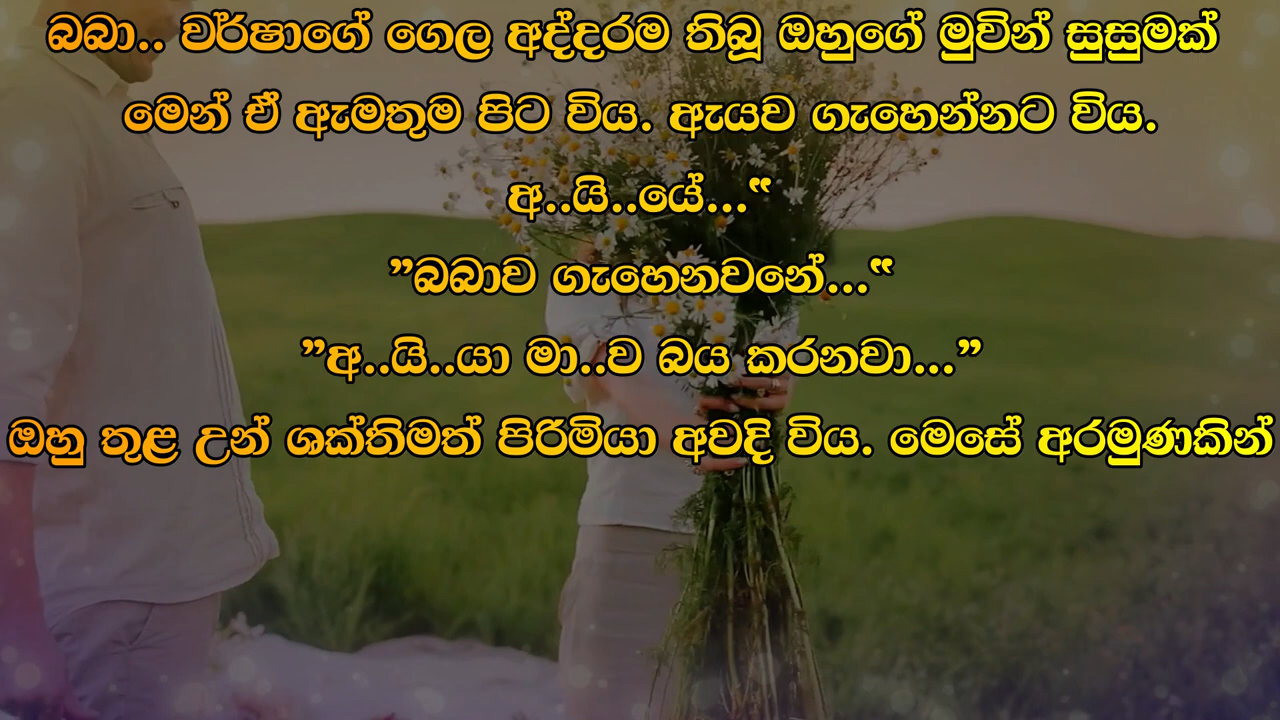 බබා.. වර්ෂාගේ ගෙල අද්දරම තිබූ ඔහුගේ මුවින් සුසුමක්
මෙන් ඒ ඇමතුම පිට විය. ඇයව ගැහෙන්නට විය.
අ..යි..යේ...‟
”බබාව ගැහෙනවනේ...‟
”අ..යි..යා මා..ව බය කරනවා...”
ඔහු තුළ උන් ශක්තිමත් පිරිමියා අවදි විය. මෙසේ අරමුණකින්